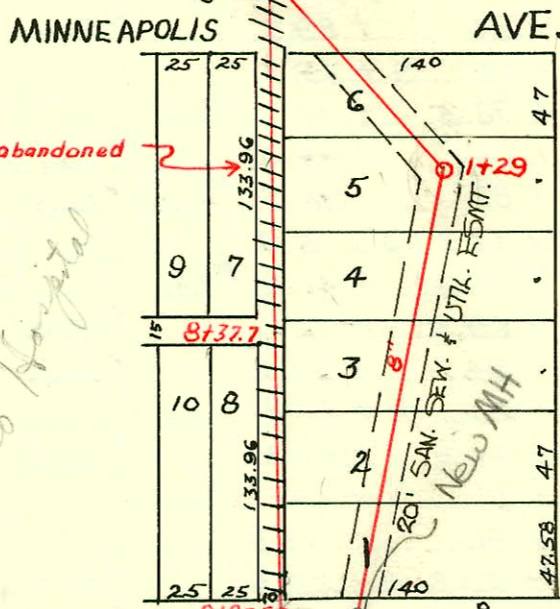 MINNEAPOLIS AVE.
25 25 140
6 47
abandoned
133.96
1+29
5
9 7 4
15 8+37.7
3 8"
20' SAN. SEW. & UTIL. ESMT.
Hospital
New MH
10 8
133.96
2 47
1 47.58
25 25 140